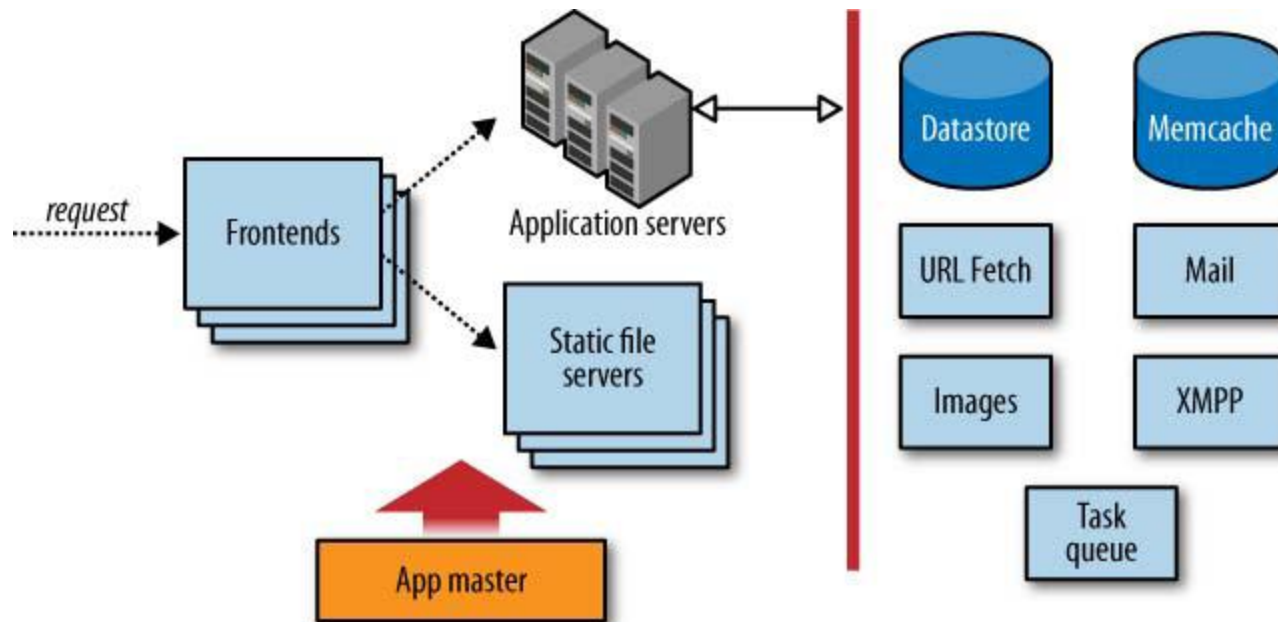 request
Frontends
Application servers
Static file
servers
App master
Datastore
Memcache
URL Fetch
Mail
Images
XMPP
Task
queue